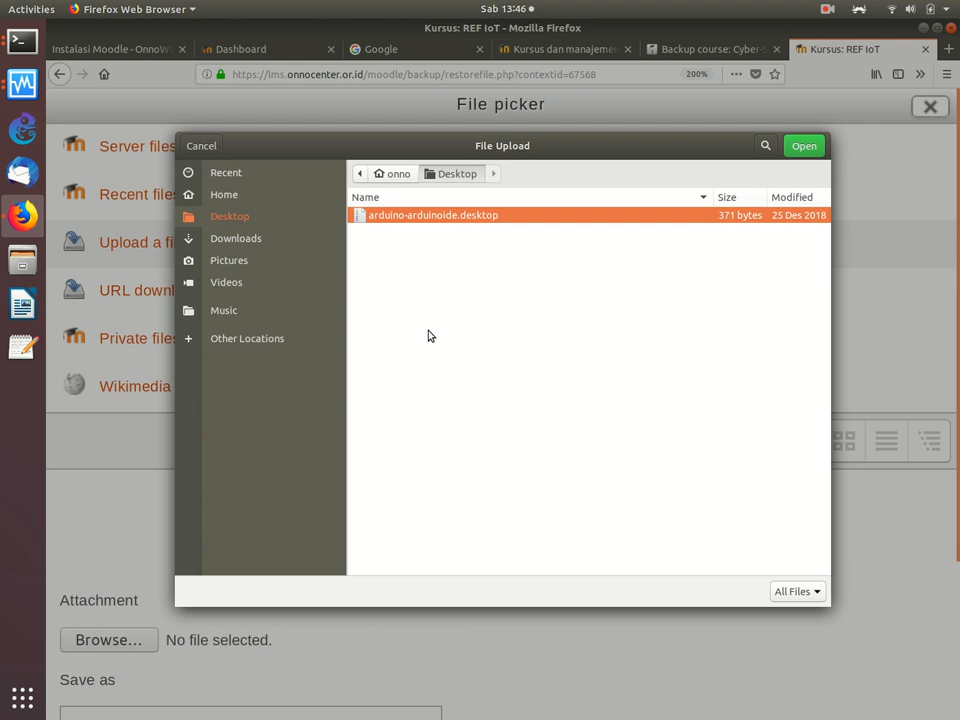 Activities
Firefox Web Browser
Sab 13:46
Kursus: REF IoT - Mozilla Firefox
Instalasi Moodle - OnnoW
Dashboard
Google
Kursus dan manajeme
Backup course: Cyber-S
Kursus: REF IoT
https://lms.onnocenter.or.id/moodle/backup/restorefile.php?contextid=67568
200%
File picker
Server files
Recent file
Upload a fi
URL downl
Private files
Wikimedia
Cancel
File Upload
Open
Recent
Home
Desktop
Downloads
Pictures
Videos
Music
Other Locations
onno
Desktop
Name
Size
Modified
arduino-arduinoide.desktop
371 bytes
25 Des 2018
All Files
Attachment
Browse...
No file selected.
Save as